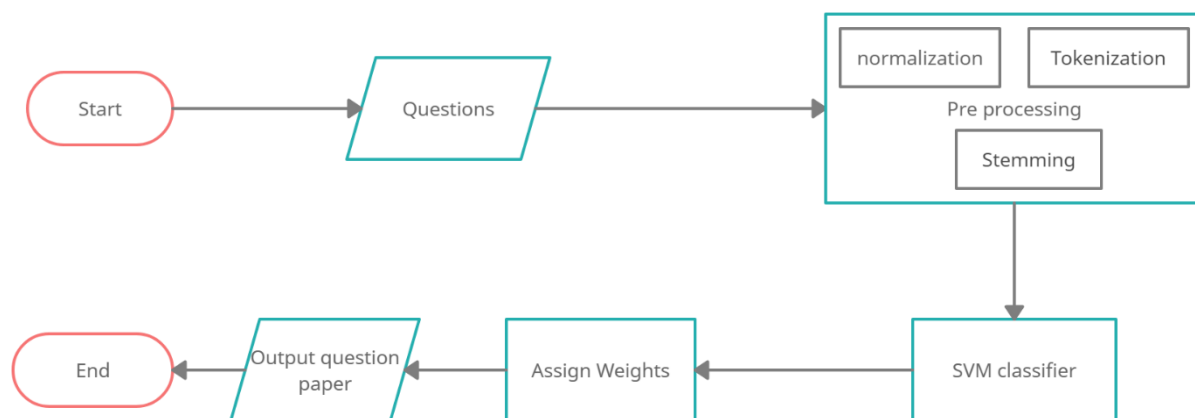 Start
Questions
normalization
Tokenization
Pre processing
Stemming
SVM classifier
Assign Weights
Output question
paper
End